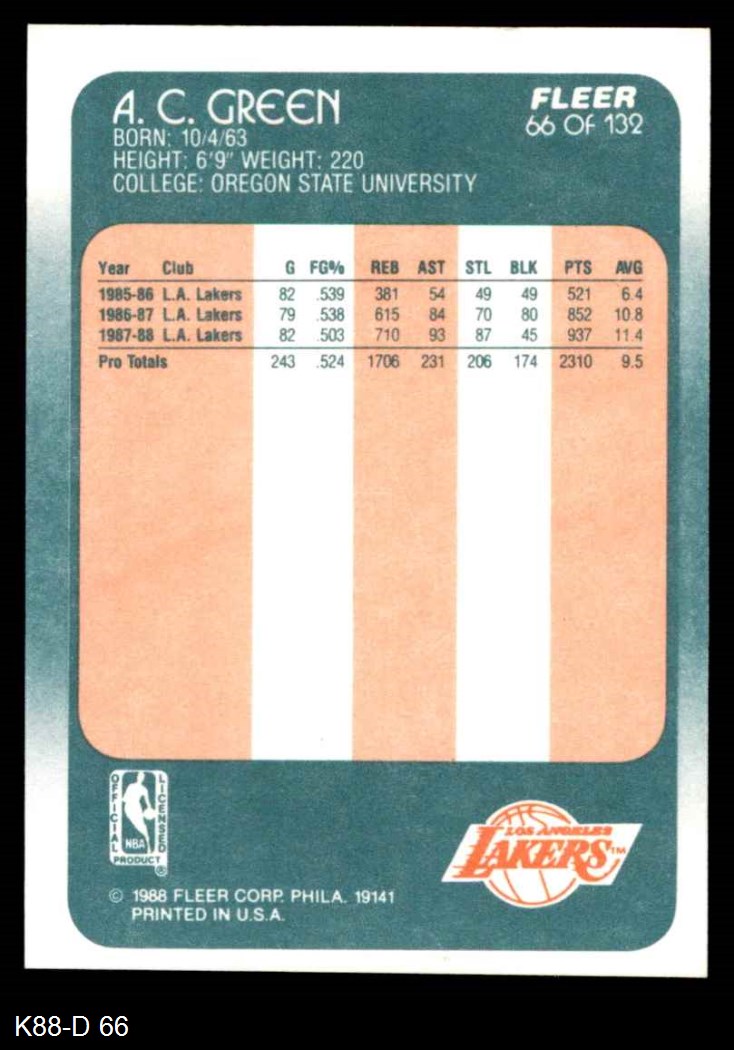 A. C. GREEN
BORN: 10/4/63
HEIGHT: 6'9" WEIGHT: 220
COLLEGE: OREGON STATE UNIVERSITY
FLEER
66 OF 132
Year Club G FG% REB AST STL BLK PTS AVG
1985-86 L.A. Lakers 82 .539 381 54 49 49 521 6.4
1986-87 L.A. Lakers 79 .538 615 84 70 80 852 10.8
1987-88 L.A. Lakers 82 .503 710 93 87 45 937 11.4
Pro Totals 243 .524 1706 231 206 174 2310 9.5
OFFICIAL
LICENSED
NBA
PRODUCT
®
LOS ANGELES
LAKERS™
© 1988 FLEER CORP. PHILA. 19141
PRINTED IN U.S.A.
K88-D 66